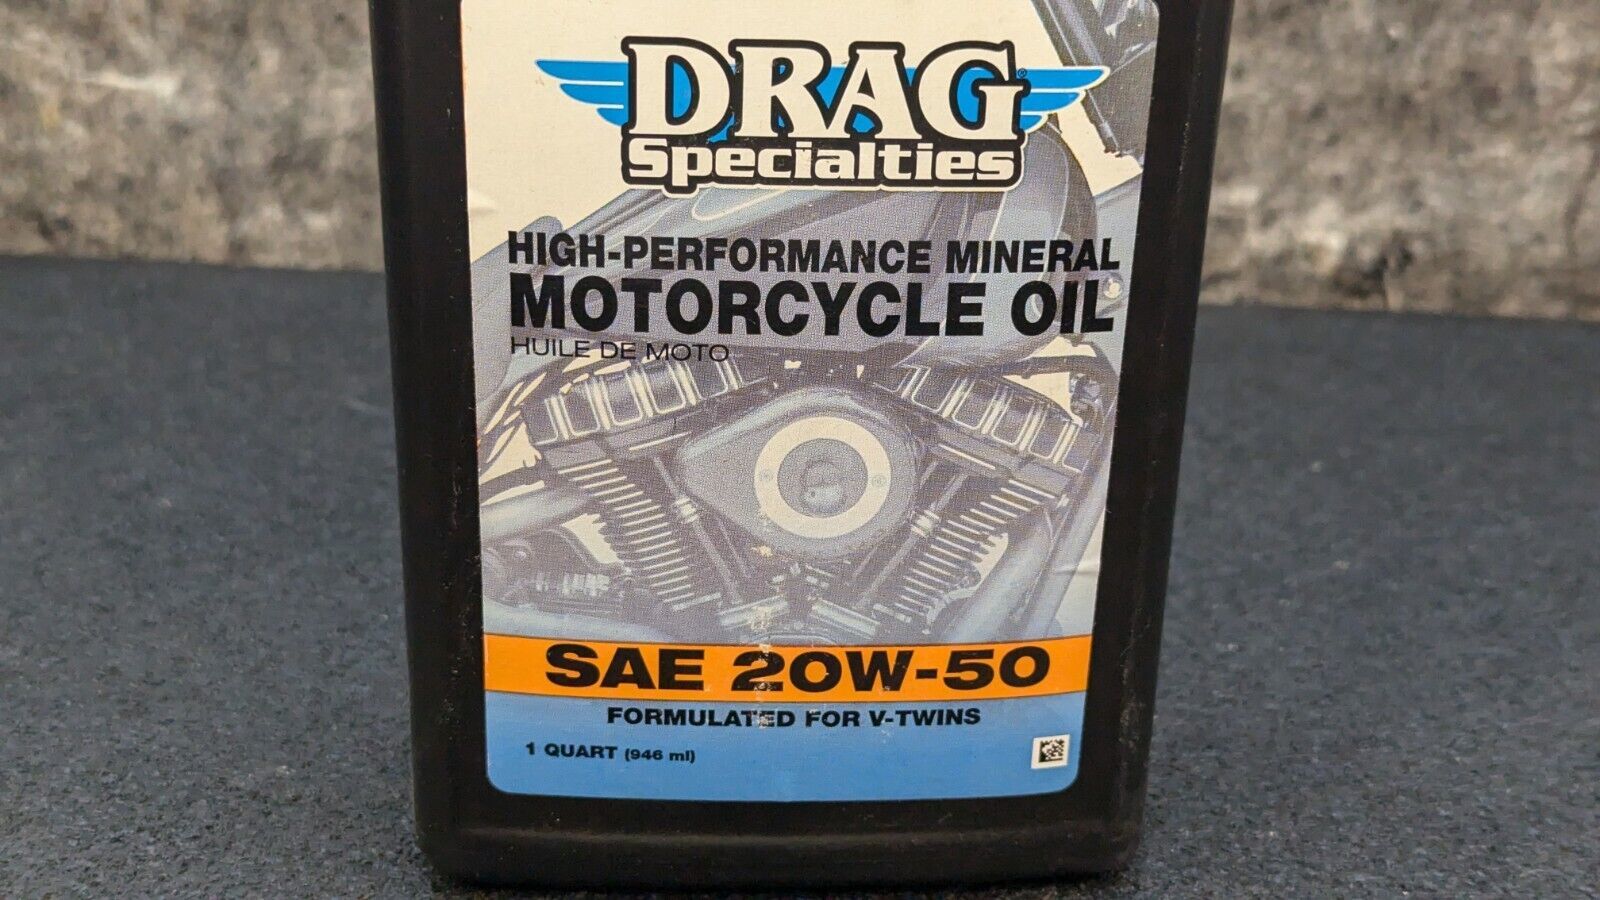 DRAG
Specialties
HIGH-PERFORMANCE MINERAL
MOTORCYCLE OIL
HUILE DE MOTO
SAE 20W-50
FORMULATED FOR V-TWINS
1 QUART (946 ml)